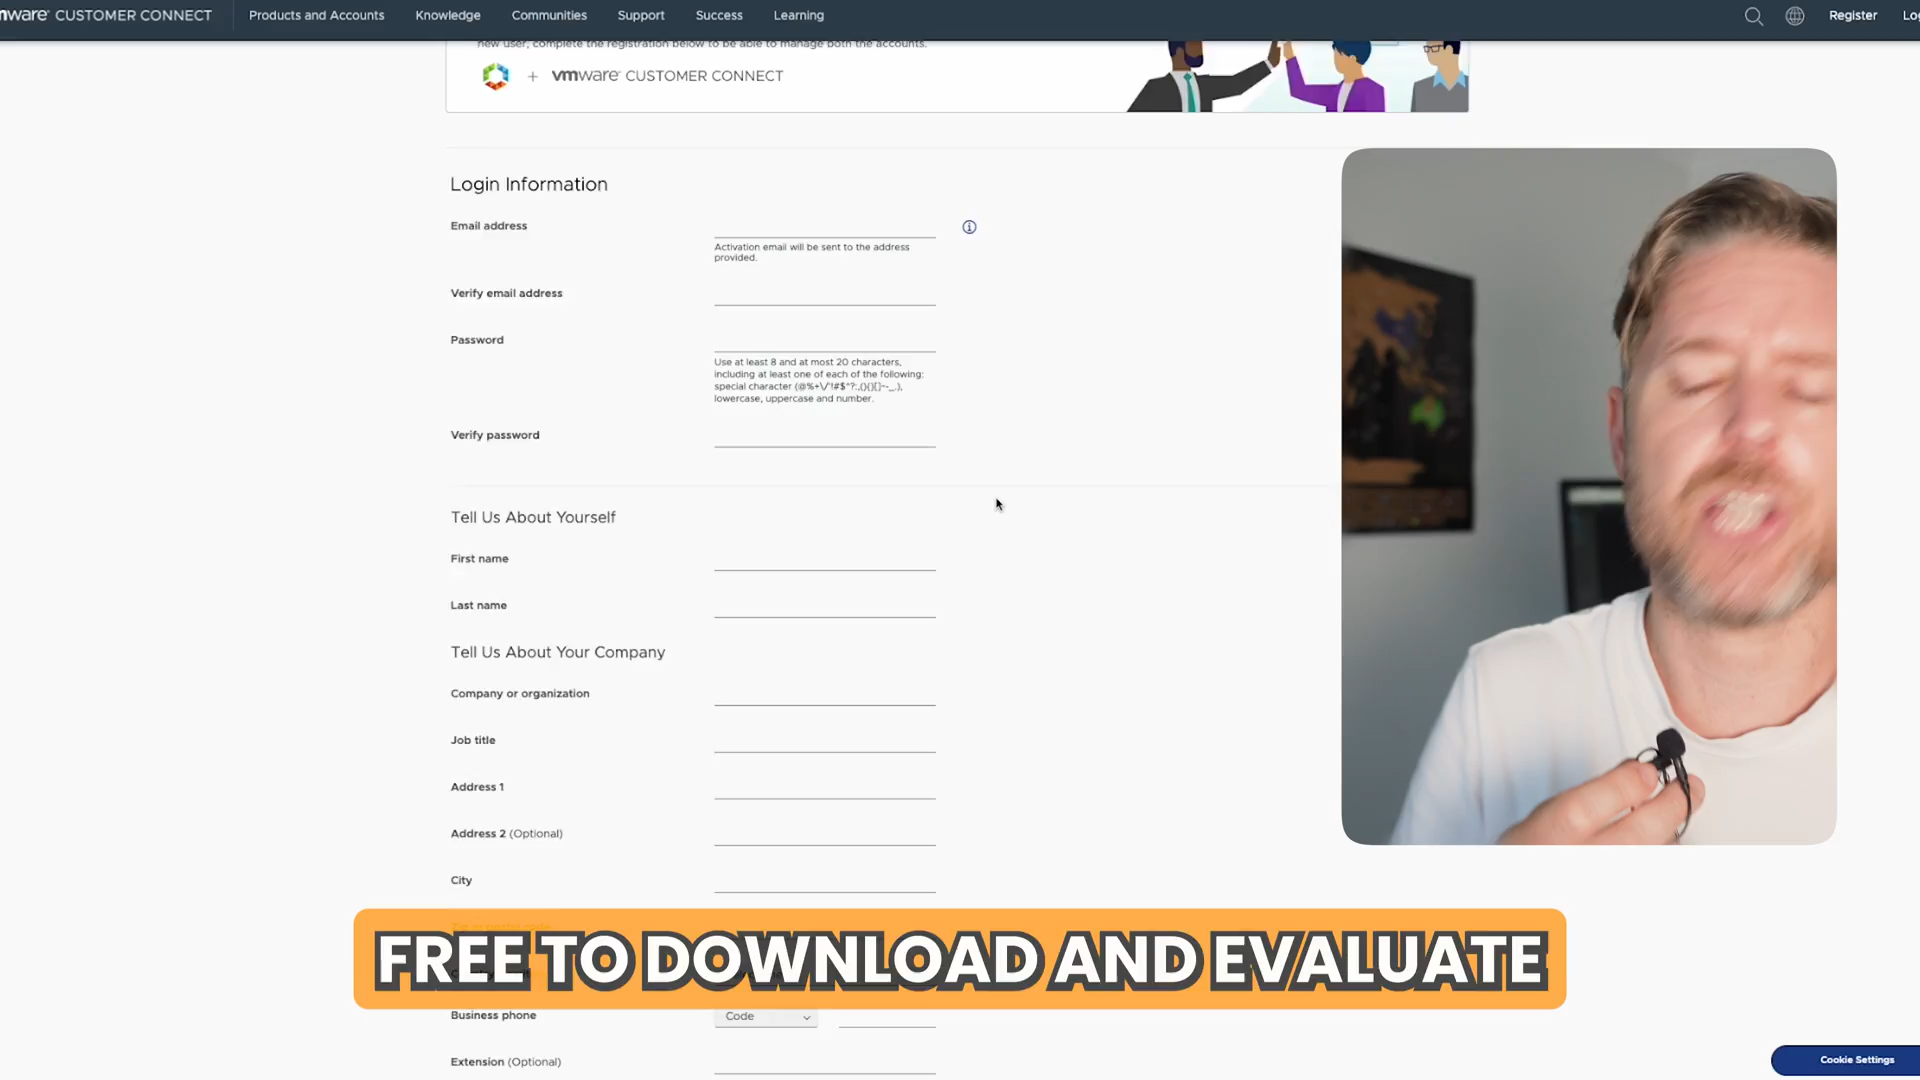 CUSTOMER CONNECT
Products and Accounts
Knowledge
Communities
Support
Success
Learning
Register
new user, complete the registration below to be able to manage both the accounts.
+ vmware CUSTOMER CONNECT
Login Information
Email address
Activation email will be sent to the address
provided.
Verify email address
Password
Use at least 8 and at most 20 characters,
including at least one of each of the following:
lowercase, uppercase and number.
Verify password
Tell Us About Yourself
First name
Last name
Tell Us About Your Company
Company or organization
Job title
Address 1
Address 2 (Optional)
City
FREE TO DOWNLOAD AND EVALUATE
Business phone
Code
Extension (Optional)
Cookie Settings